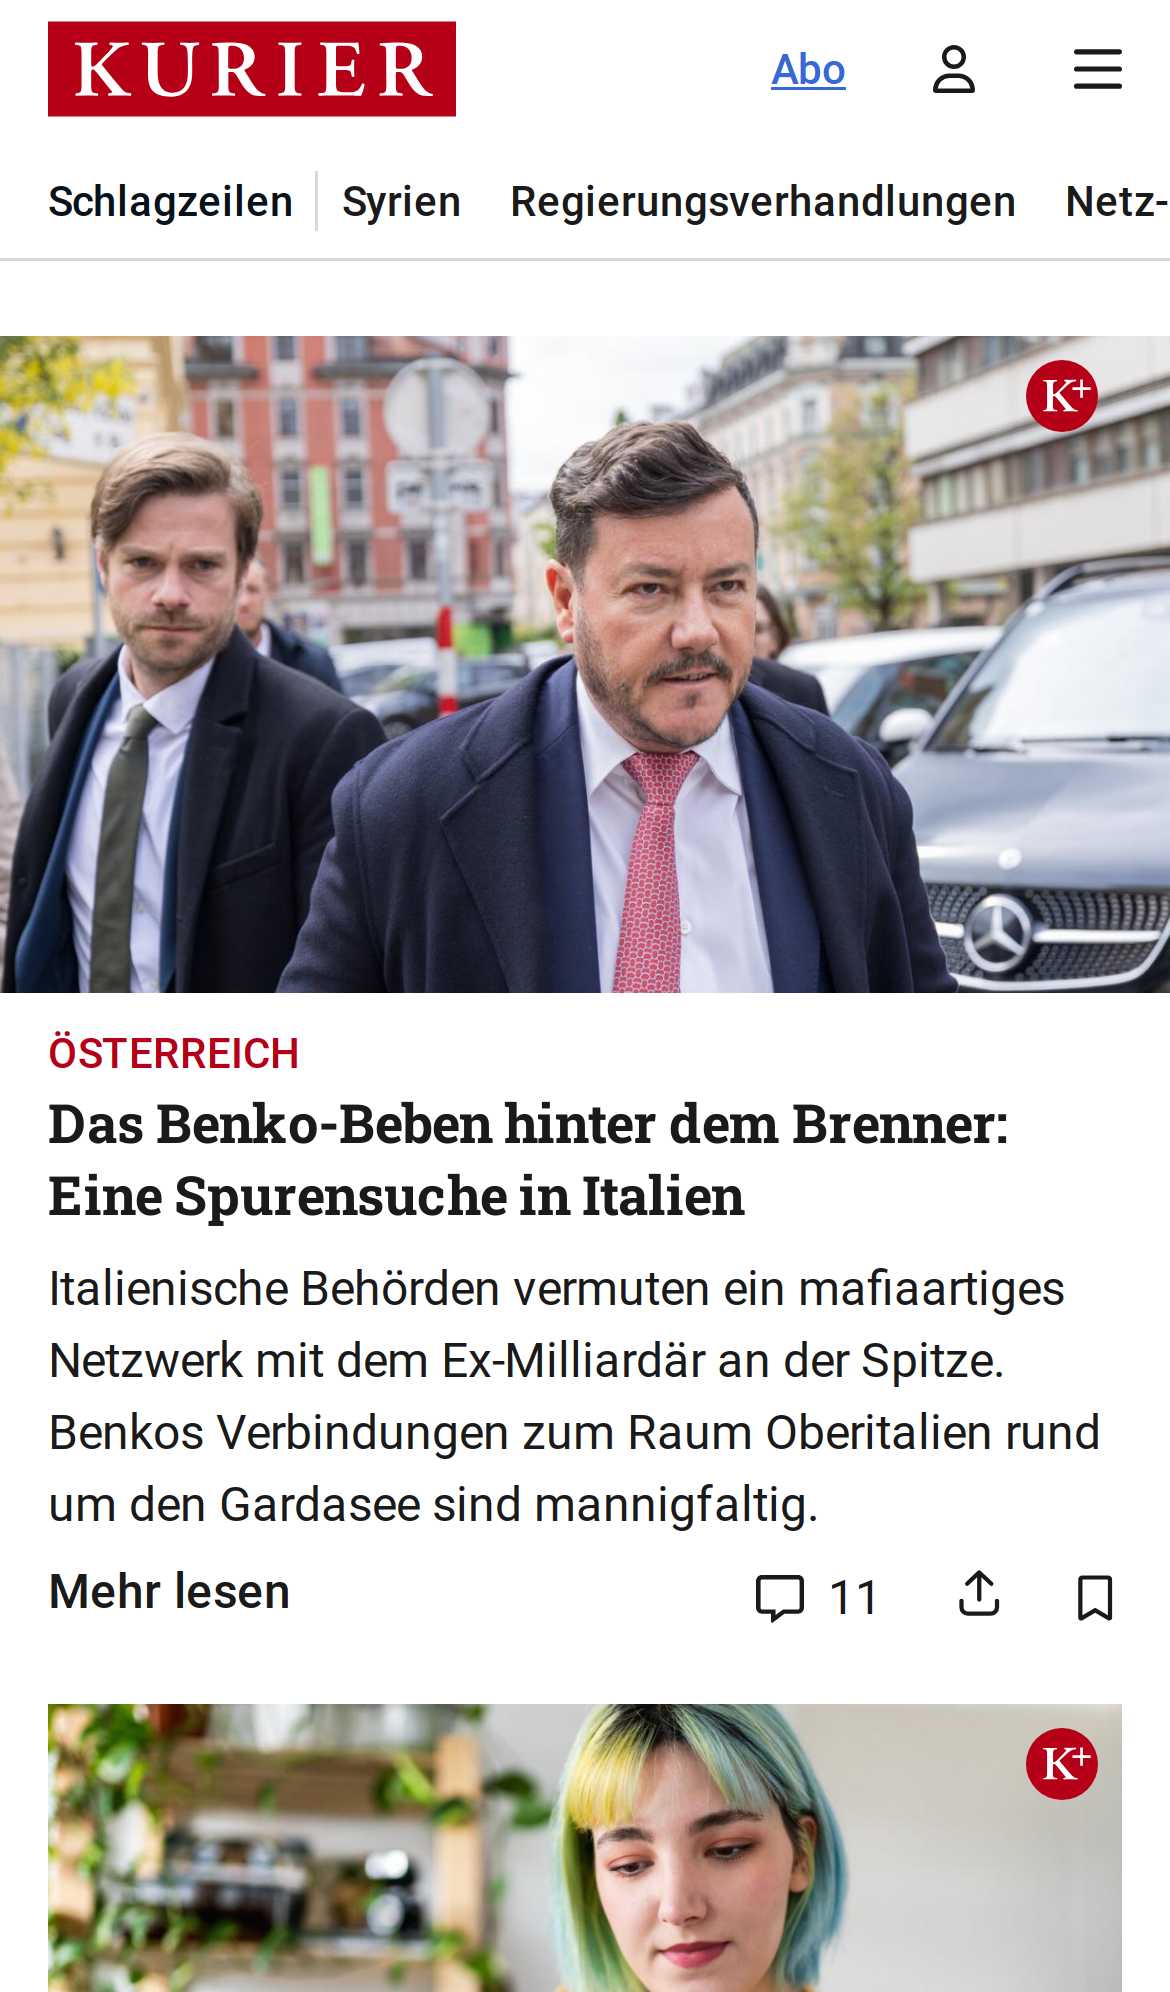 KURIER
Abo
Schlagzeilen
Syrien
Regierungsverhandlungen
Netz-
K+
ÖSTERREICH
Das Benko-Beben hinter dem Brenner:
Eine Spurensuche in Italien
Italienische Behörden vermuten ein mafiaartiges
Netzwerk mit dem Ex-Milliardär an der Spitze.
Benkos Verbindungen zum Raum Oberitalien rund
um den Gardasee sind mannigfaltig.
Mehr lesen
11
K+